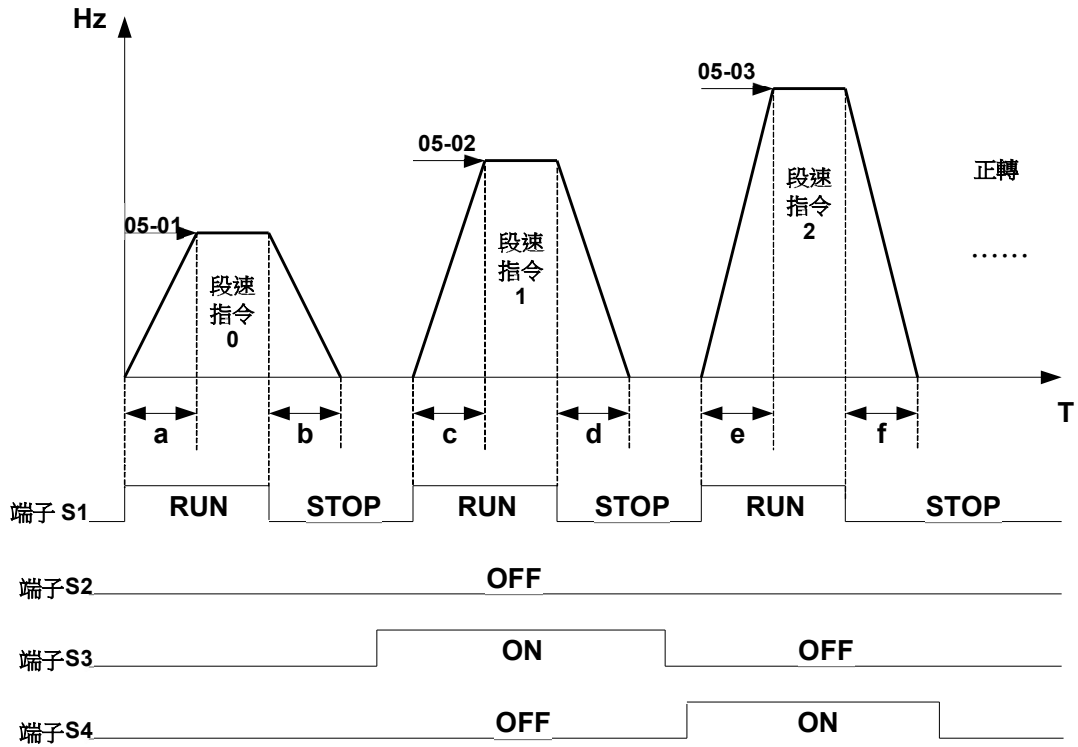 Hz
05-03
05-02
正轉
段速
指令
2
05-01
段速
指令
1
……
段速
指令
0
T
a
b
c
d
e
f
端子 S1
RUN
STOP
RUN
STOP
RUN
STOP
端子S2
OFF
端子S3
ON
OFF
端子S4
OFF
ON